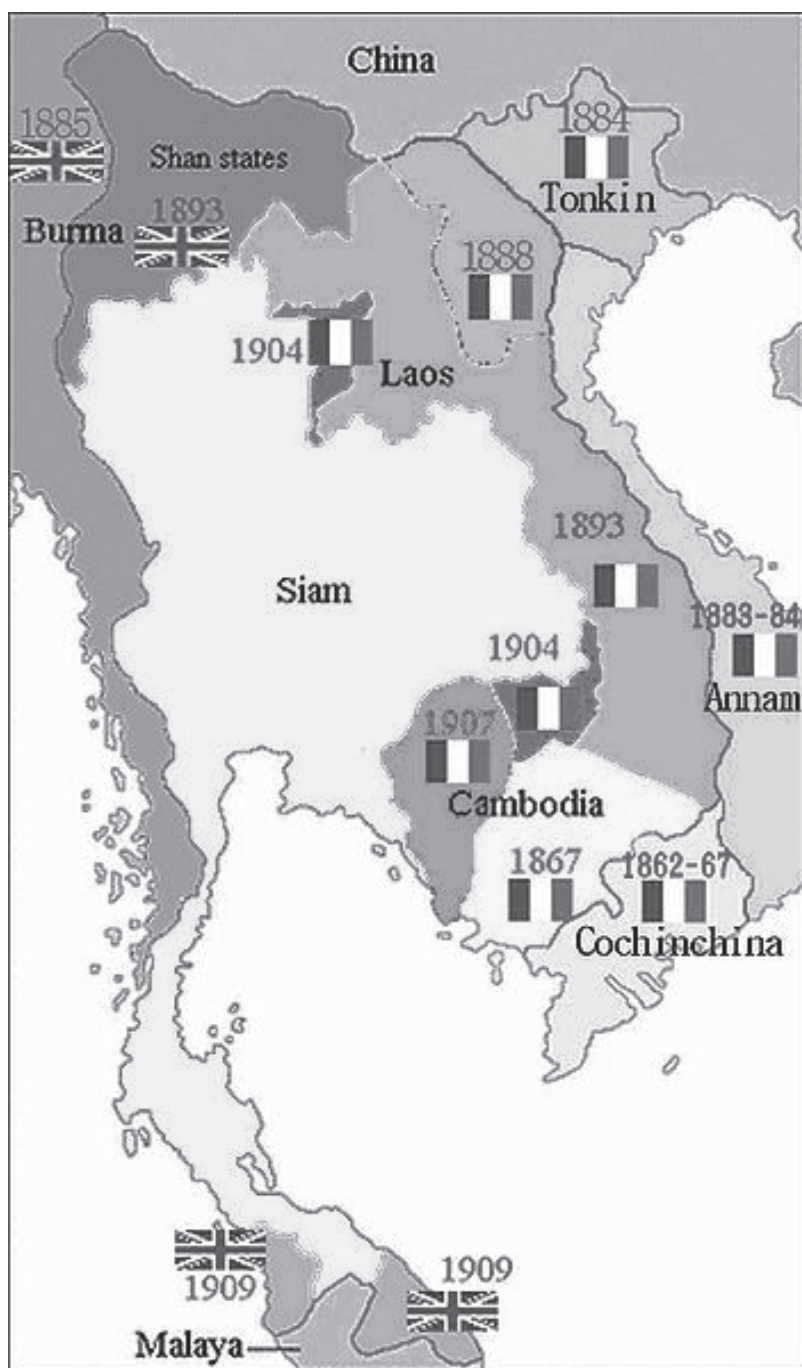 China
1885
1884
Shan states
Tonkin
Burma
1893
1888
1904
Laos
1893
Siam
1883-84
1904
Annam
1907
Cambodia
1867
1862-67
Cochinchina
1909
1909
Malaya